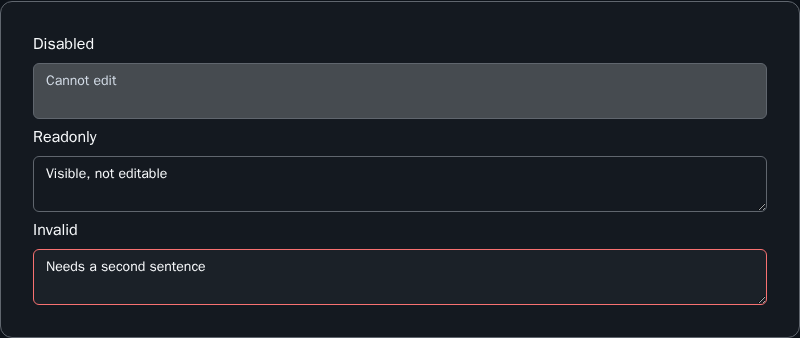 Disabled
Cannot edit
Readonly
Visible, not editable
Invalid
Needs a second sentence